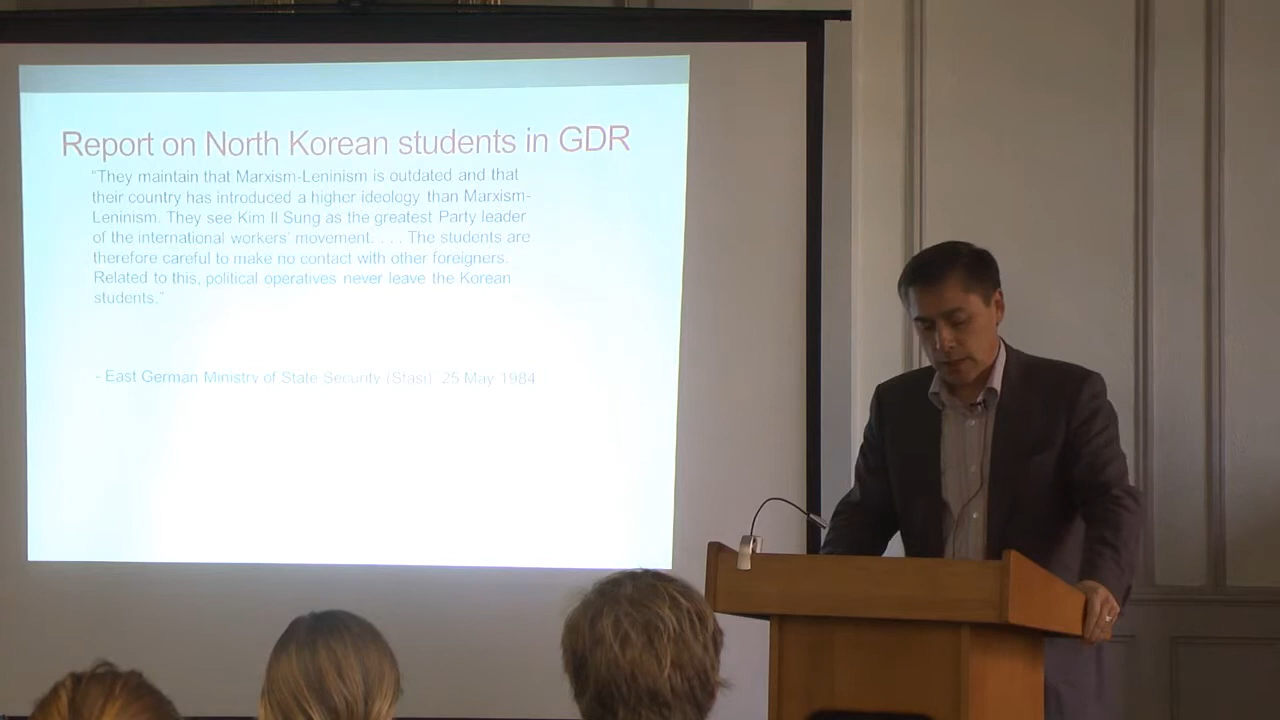 Report on North Korean students in GDR
“They maintain that Marxism-Leninism is outdated and that
their country has introduced a higher ideology than Marxism-
Leninism. They see Kim Il Sung as the greatest Party leader
of the international workers’ movement. . . . The students are
therefore careful to make no contact with other foreigners.
Related to this, political operatives never leave the Korean
students.”
- East German Ministry of State Security (Stasi), 25 May 1984